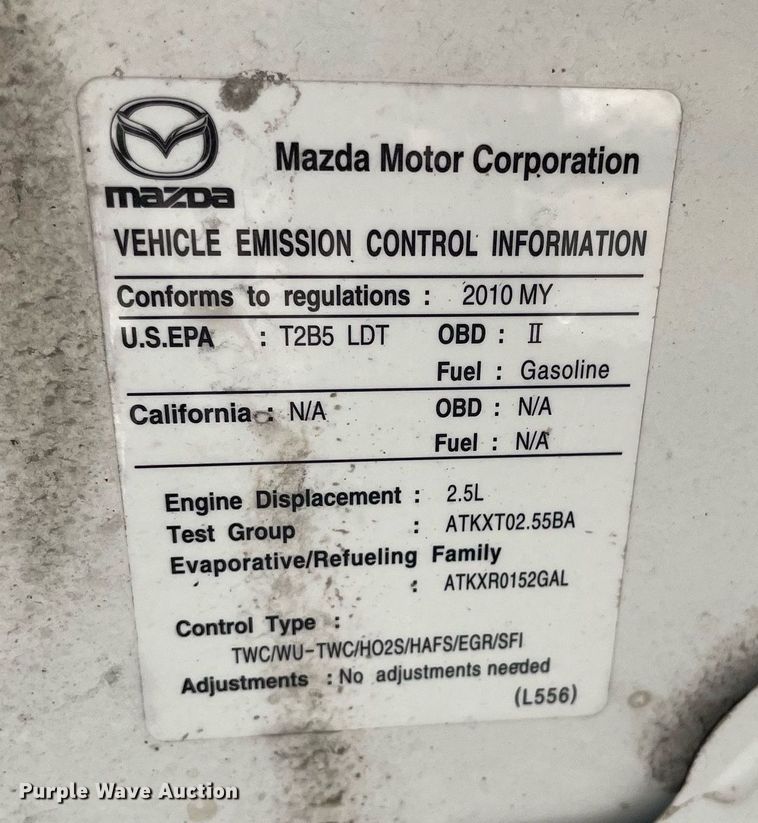 mazda
Mazda Motor Corporation
VEHICLE EMISSION CONTROL INFORMATION
Conforms to regulations : 2010 MY
U.S.EPA : T2B5 LDT OBD : II
Fuel : Gasoline
California : N/A OBD : N/A
Fuel : N/A
Engine Displacement : 2.5L
Test Group : ATKXT02.55BA
Evaporative/Refueling Family
: ATKXR0152GAL
Control Type :
TWC/WU-TWC/HO2S/HAFS/EGR/SFI
Adjustments : No adjustments needed
(L556)
Purple Wave Auction